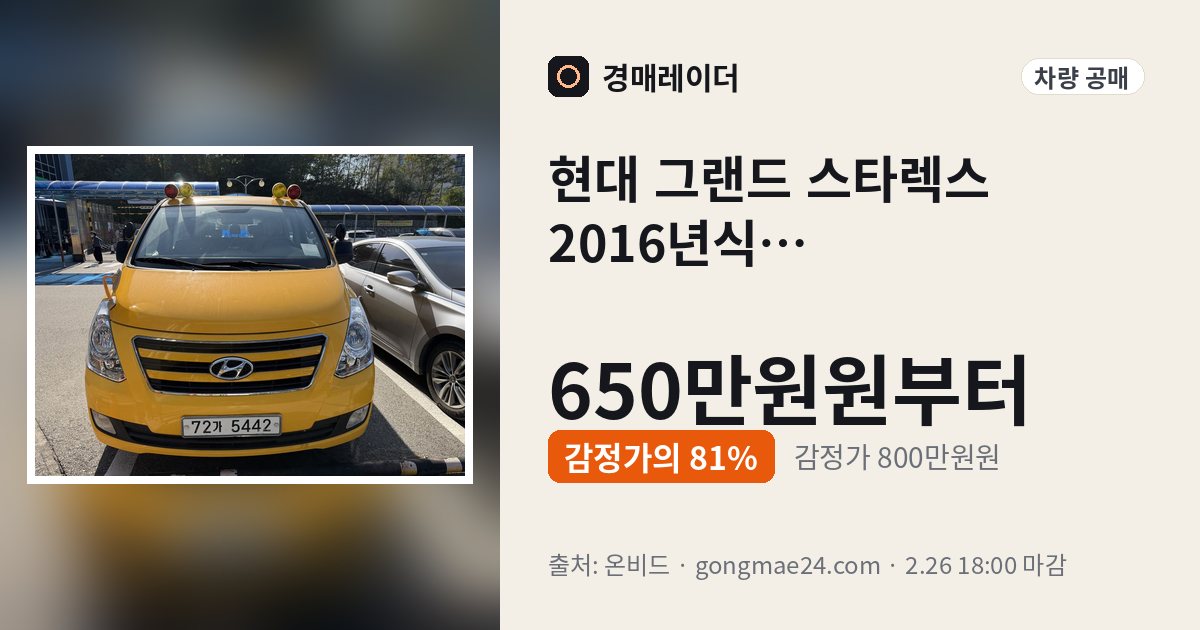 경매레이더
차량 공매
현대 그랜드 스타렉스
2016년식…
650만원원부터
감정가의 81%
감정가 800만원원
출처: 온비드 · gongmae24.com · 2.26 18:00 마감
72가 5442